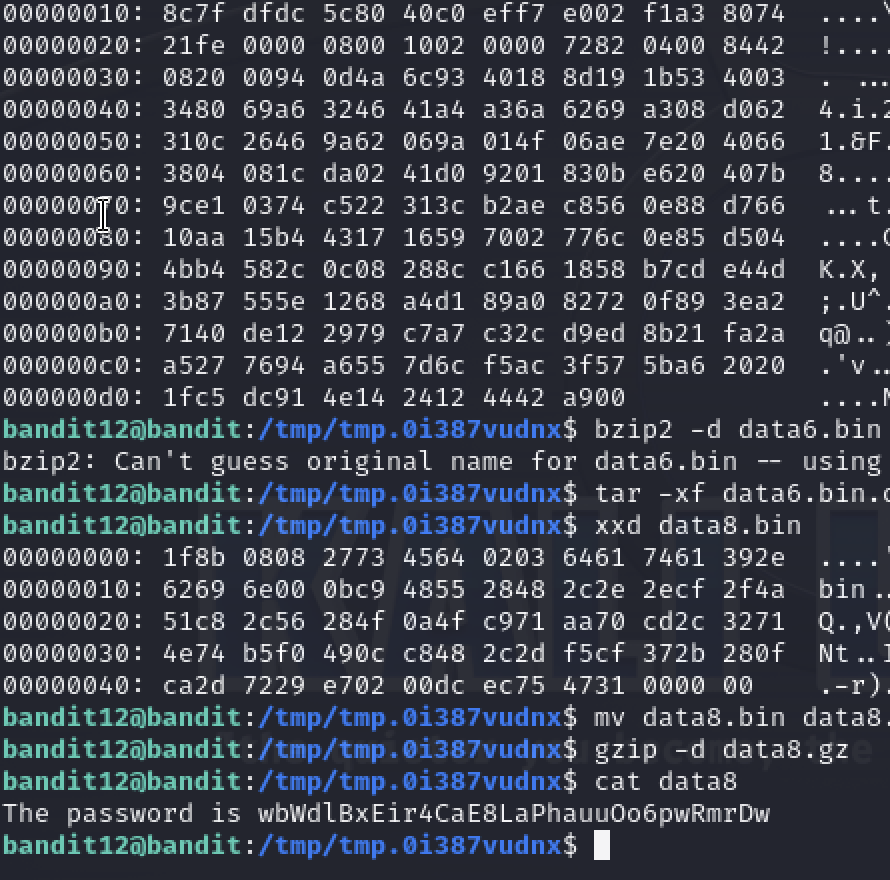 00000010: 8c7f dfdc 5c80 40c0 eff7 e002 f1a3 8074 ....\
00000020: 21fe 0000 0800 1002 0000 7282 0400 8442 !....
00000030: 0820 0094 0d4a 6c93 4018 8d19 1b53 4003 . ...
00000040: 3480 69a6 3246 41a4 a36a 6269 a308 d062 4.i.2
00000050: 310c 2646 9a62 069a 014f 06ae 7e20 4066 1.&F.
00000060: 3804 081c da02 41d0 9201 830b e620 407b 8....
00000070: 9ce1 0374 c522 313c b2ae c856 0e88 d766 ...t.
00000080: 10aa 15b4 4317 1659 7002 776c 0e85 d504 ....C
00000090: 4bb4 582c 0c08 288c c166 1858 b7cd e44d K.X,
000000a0: 3b87 555e 1268 a4d1 89a0 8272 0f89 3ea2 ;.U^.
000000b0: 7140 de12 2979 c7a7 c32c d9ed 8b21 fa2a q@..)
000000c0: a527 7694 a655 7d6c f5ac 3f57 5ba6 2020 .'v..
000000d0: 1fc5 dc91 4e14 2412 4442 a900 ....N
bandit12@bandit:/tmp/tmp.0i387vudnx$ bzip2 -d data6.bin
bzip2: Can't guess original name for data6.bin -- using
bandit12@bandit:/tmp/tmp.0i387vudnx$ tar -xf data6.bin.o
bandit12@bandit:/tmp/tmp.0i387vudnx$ xxd data8.bin
00000000: 1f8b 0808 2773 4564 0203 6461 7461 392e ....'
00000010: 6269 6e00 0bc9 4855 2848 2c2e 2ecf 2f4a bin..
00000020: 51c8 2c56 284f 0a4f c971 aa70 cd2c 3271 Q.,V(
00000030: 4e74 b5f0 490c c848 2c2d f5cf 372b 280f Nt..I
00000040: ca2d 7229 e702 00dc ec75 4731 0000 00 .-r)
bandit12@bandit:/tmp/tmp.0i387vudnx$ mv data8.bin data8.
bandit12@bandit:/tmp/tmp.0i387vudnx$ gzip -d data8.gz
bandit12@bandit:/tmp/tmp.0i387vudnx$ cat data8
The password is wbWdlBxEir4CaE8LaPhauuOo6pwRmrDw
bandit12@bandit:/tmp/tmp.0i387vudnx$